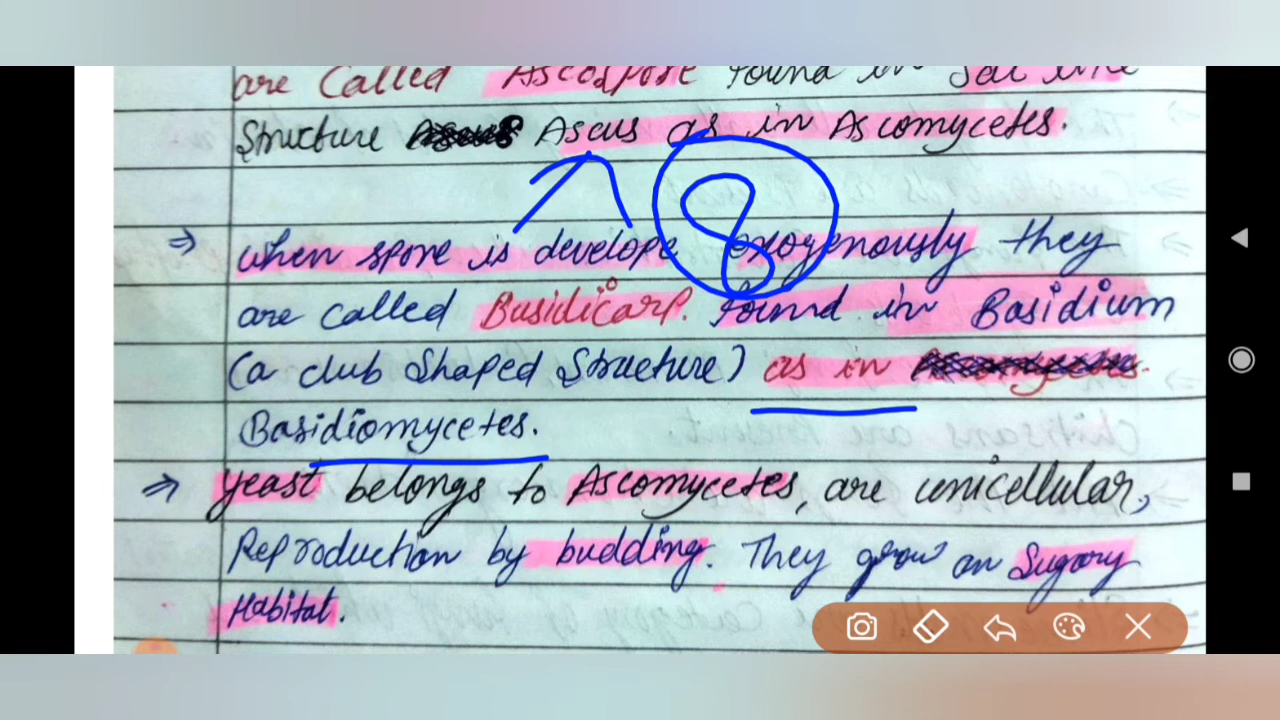 are Called Ascospore found in Sac like
Structure Ascus as in Ascomycetes.
8
⇒ when spore is develope exogenously they
are called Basidiocarp. found in Basidium
(a club Shaped Structure) as in
Basidiomycetes.
⇒ yeast belongs to Ascomycetes, are unicellular,
Reproduction by budding. They grow on Sugary
Habitat.